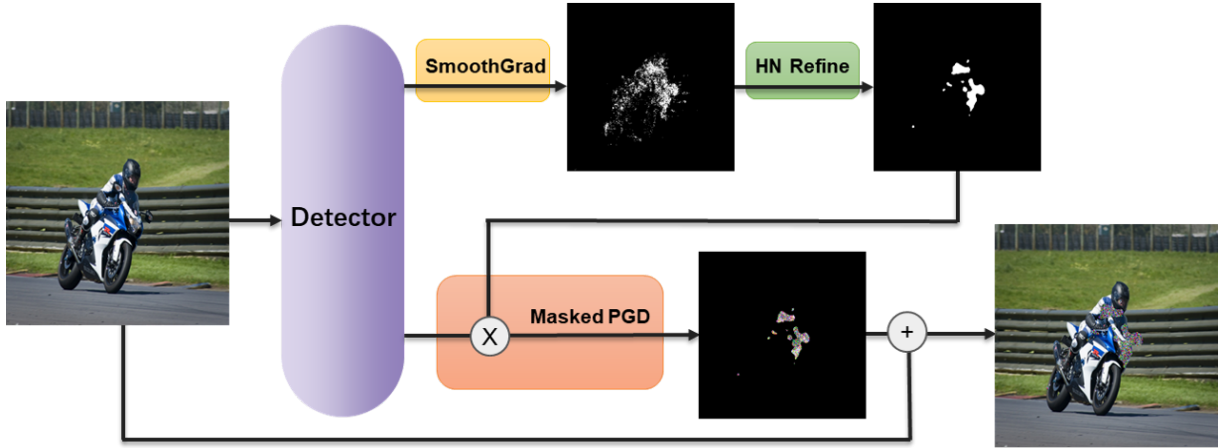 SmoothGrad
HN Refine
Detector
Masked PGD
X
+